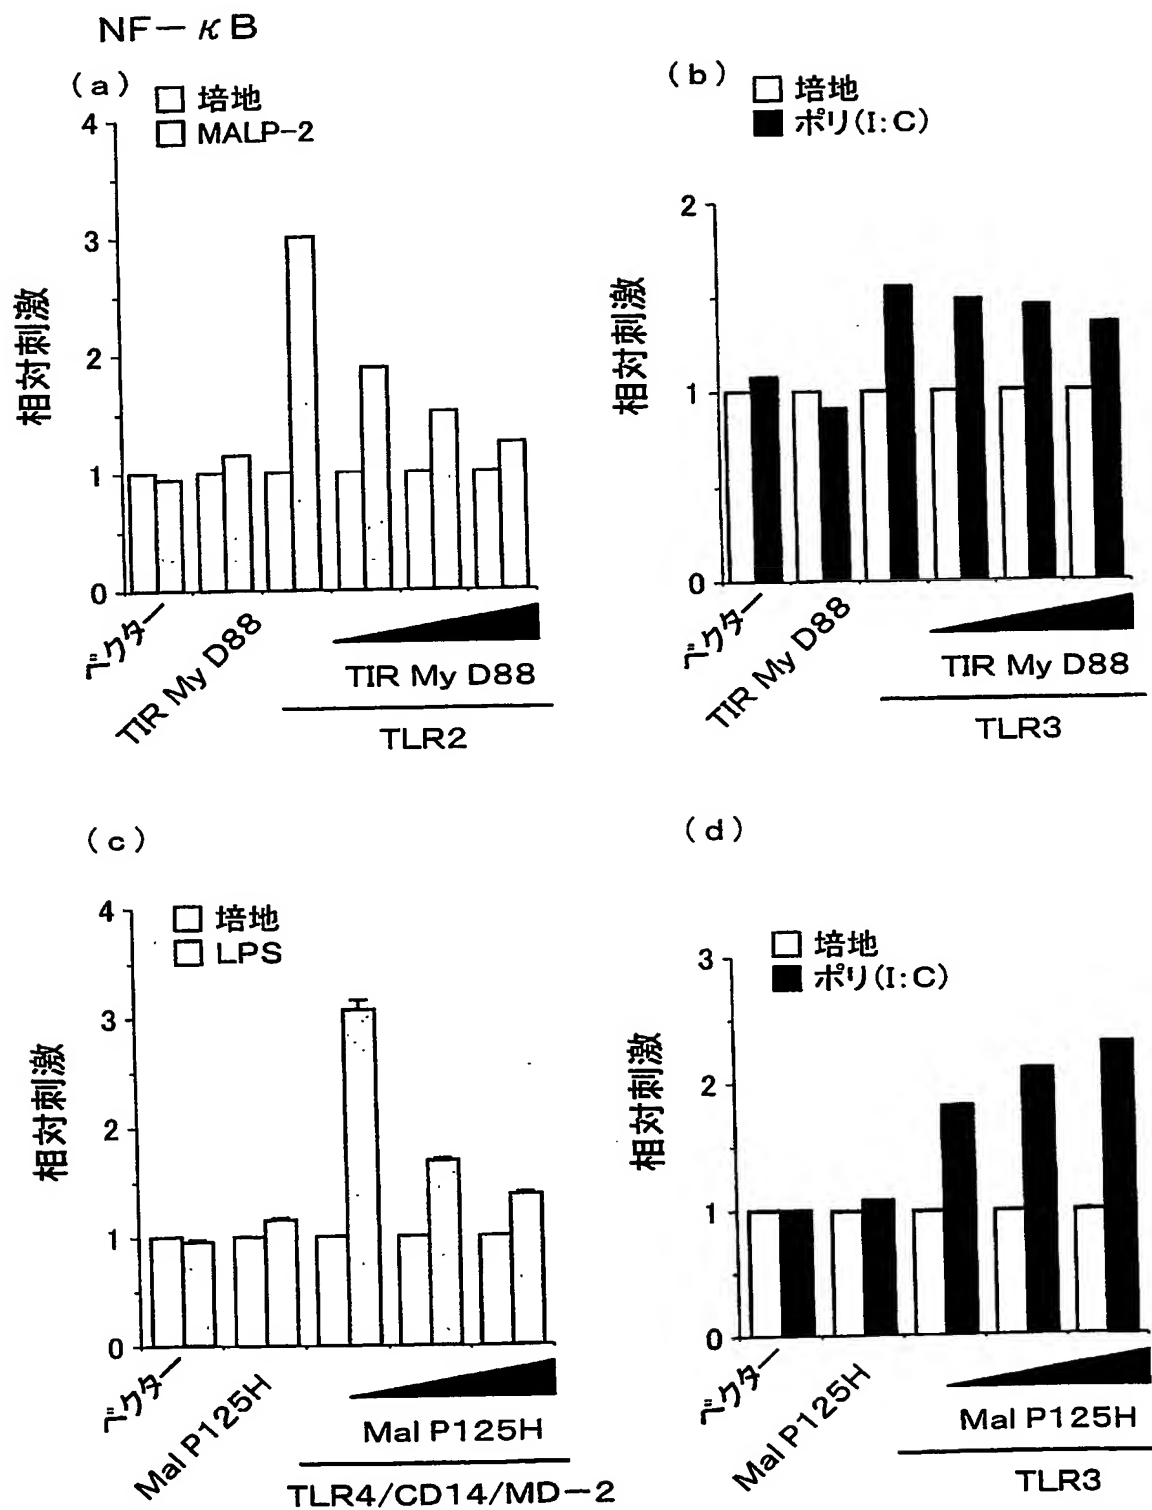 NF-κB
(a)
培地
MALP-2
相対刺激
4
3
2
1
0
ベクター
TIR My D88
TIR My D88
TLR2
(b)
培地
ポリ(I:C)
相対刺激
2
1
0
ベクター
TIR My D88
TIR My D88
TLR3
(c)
培地
LPS
相対刺激
4
3
2
1
0
ベクター
Mal P125H
Mal P125H
TLR4/CD14/MD-2
(d)
培地
ポリ(I:C)
相対刺激
3
2
1
0
ベクター
Mal P125H
Mal P125H
TLR3